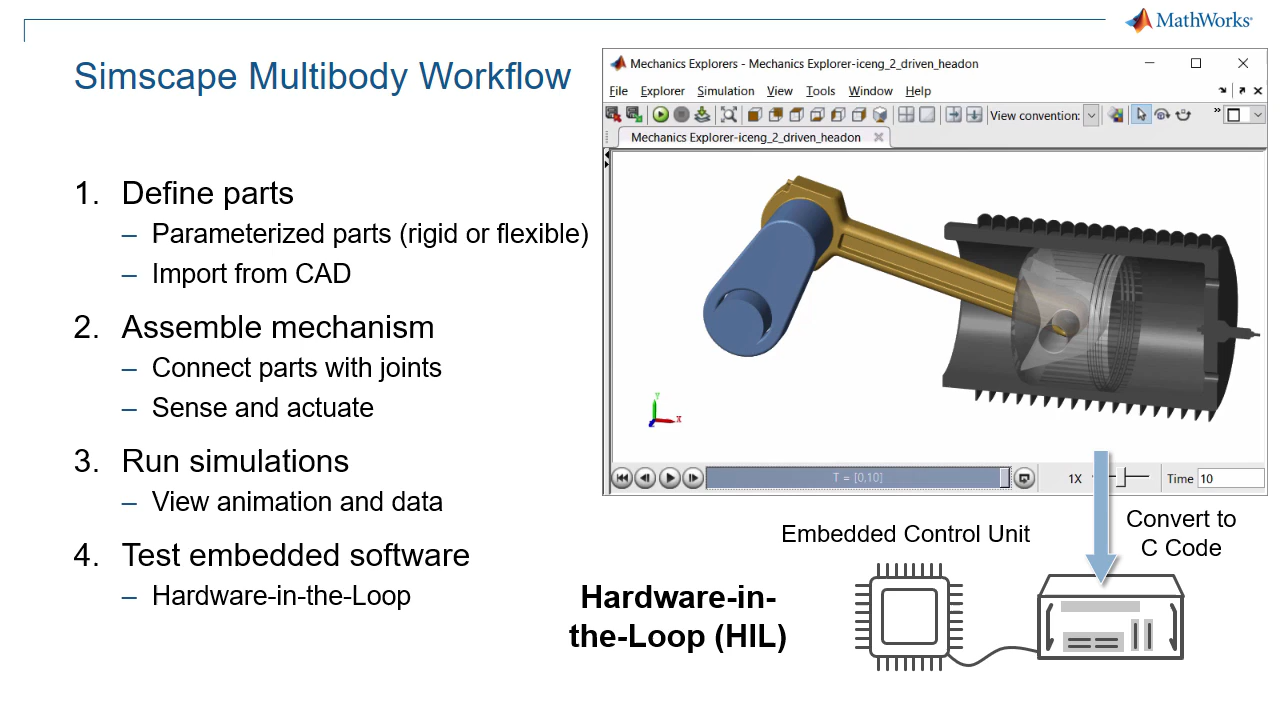 MathWorks®
Simscape Multibody Workflow
1. Define parts
– Parameterized parts (rigid or flexible)
– Import from CAD
2. Assemble mechanism
– Connect parts with joints
– Sense and actuate
3. Run simulations
– View animation and data
4. Test embedded software
– Hardware-in-the-Loop
Mechanics Explorers - Mechanics Explorer-iceng_2_driven_headon
File Explorer Simulation View Tools Window Help
View convention:
Mechanics Explorer-iceng_2_driven_headon
Y
X
T = [0,10]
1X
Time 10
Embedded Control Unit
Convert to
C Code
Hardware-in-
the-Loop (HIL)